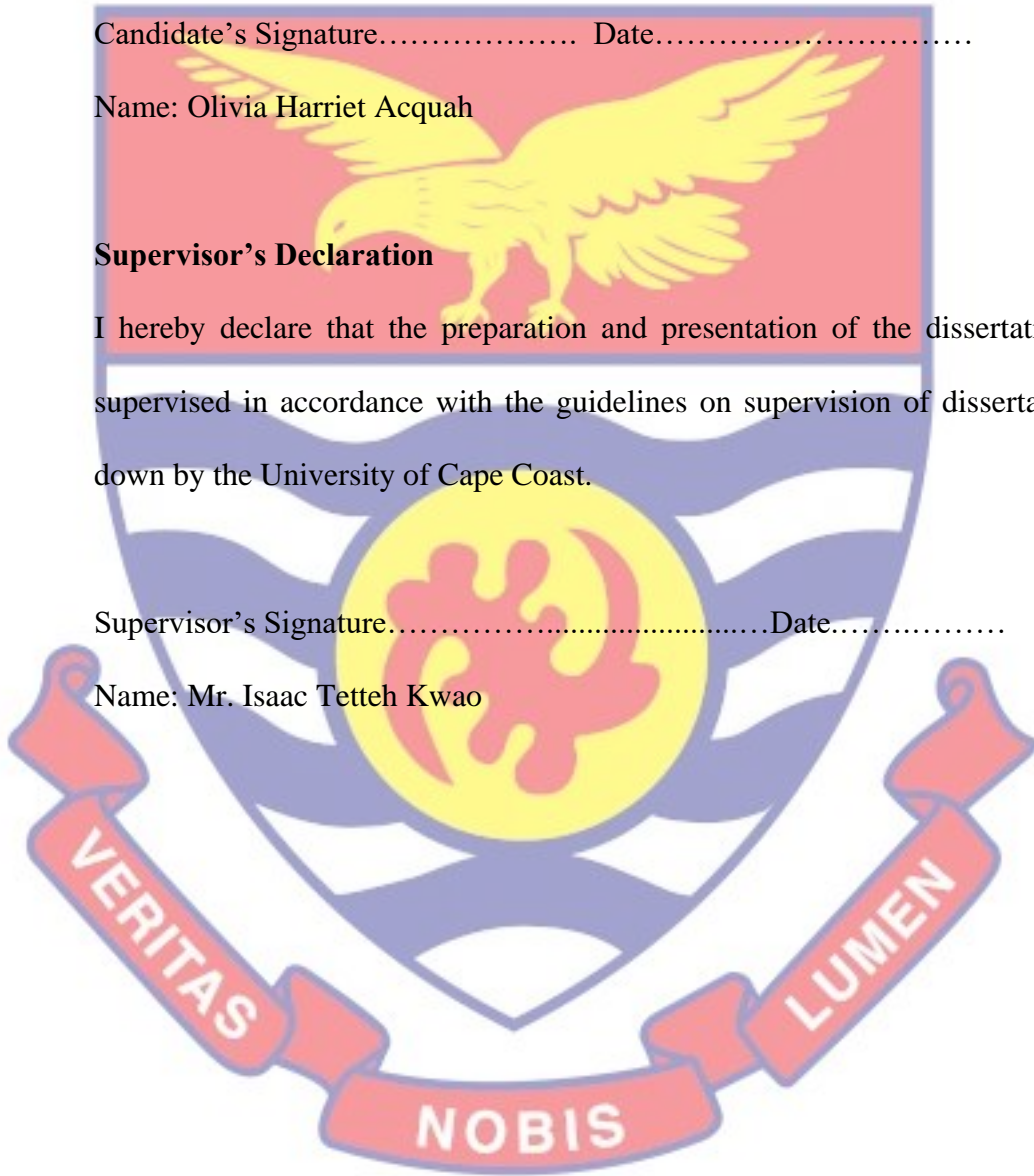 Candidate’s Signature………………. Date…………………………
Name: Olivia Harriet Acquah
Supervisor’s Declaration
I hereby declare that the preparation and presentation of the dissertati
supervised in accordance with the guidelines on supervision of disserta
down by the University of Cape Coast.
Supervisor’s Signature……………..........................…Date.…….………
Name: Mr. Isaac Tetteh Kwao
VERITAS
NOBIS
LUMEN